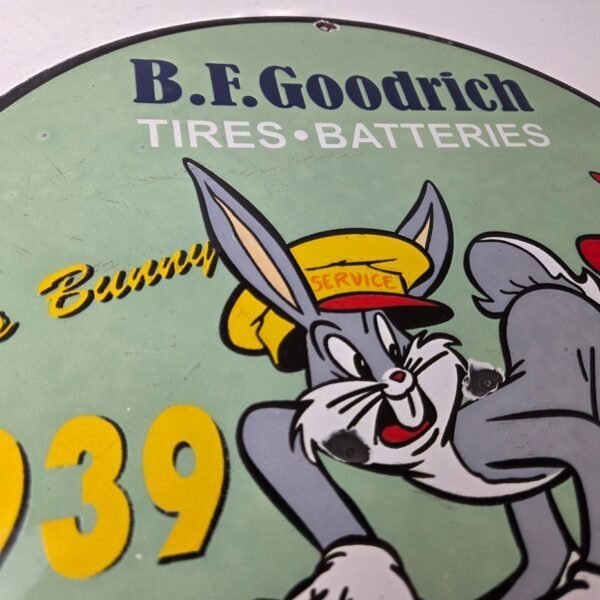 B.F.Goodrich
TIRES•BATTERIES
SERVICE
Bunny
939